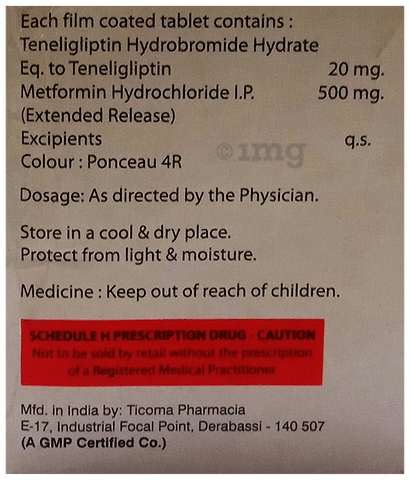 Each film coated tablet contains :
Teneligliptin Hydrobromide Hydrate
Eq. to Teneligliptin 20 mg.
Metformin Hydrochloride I.P. 500 mg.
(Extended Release)
Excipients q.s.
Colour : Ponceau 4R
©1mg
Dosage: As directed by the Physician.
Store in a cool & dry place.
Protect from light & moisture.
Medicine : Keep out of reach of children.
SCHEDULE H PRESCRIPTION DRUG - CAUTION
Not to be sold by retail without the prescription
of a Registered Medical Practitioner
Mfd. in India by: Ticoma Pharmacia
E-17, Industrial Focal Point, Derabassi - 140 507
(A GMP Certified Co.)